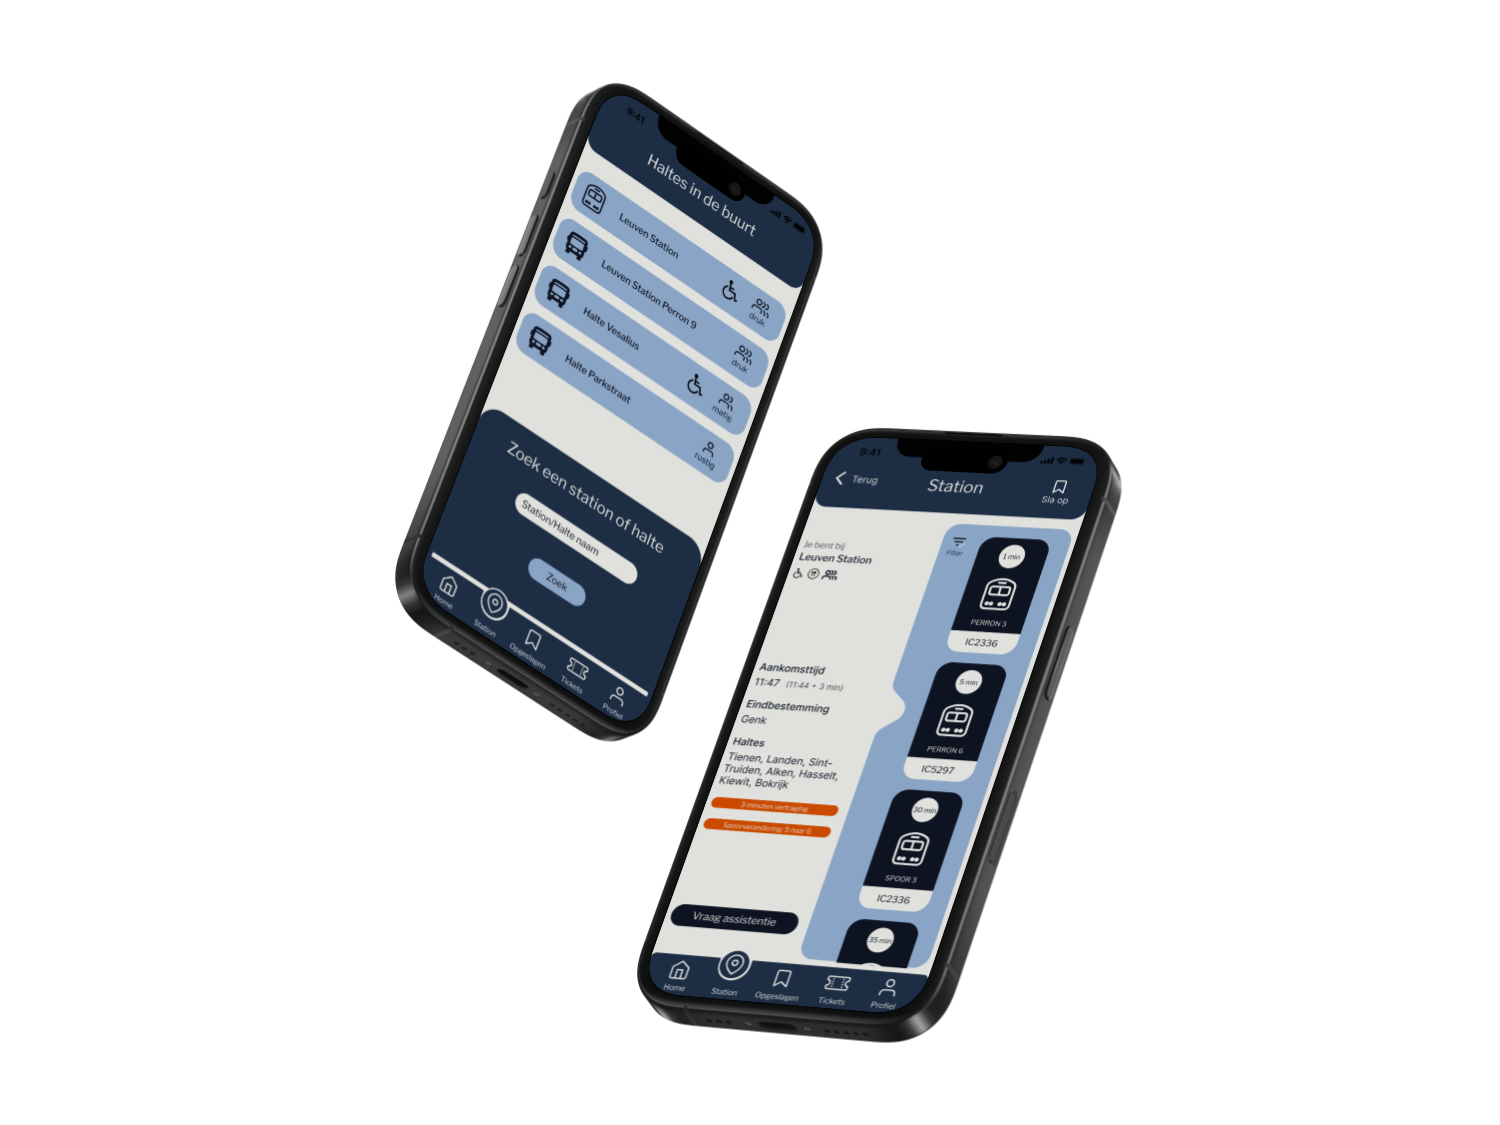 9:41
Haltes in de buurt
Leuven Station
druk
Leuven Station Perron 9
druk
Halte Vesalius
matig
Halte Parkstraat
rustig
Zoek een station of halte
Station/Halte naam
Zoek
Home
Station
Opgeslagen
Tickets
Profiel
9:41
Terug
Station
Sla op
Je bent bij
Leuven Station
Aankomsttijd
11:47 (11:44 + 3 min)
Eindbestemming
Genk
Haltes
Tienen, Landen, Sint-
Truiden, Alken, Hasselt,
Kiewit, Bokrijk
3 minuten vertraging
Spoorverandering: 5 naar 6
Vraag assistentie
Filter
1 min
PERRON 3
IC2336
5 min
PERRON 6
IC5297
30 min
SPOOR 3
IC2336
35 min
Home
Station
Opgeslagen
Tickets
Profiel